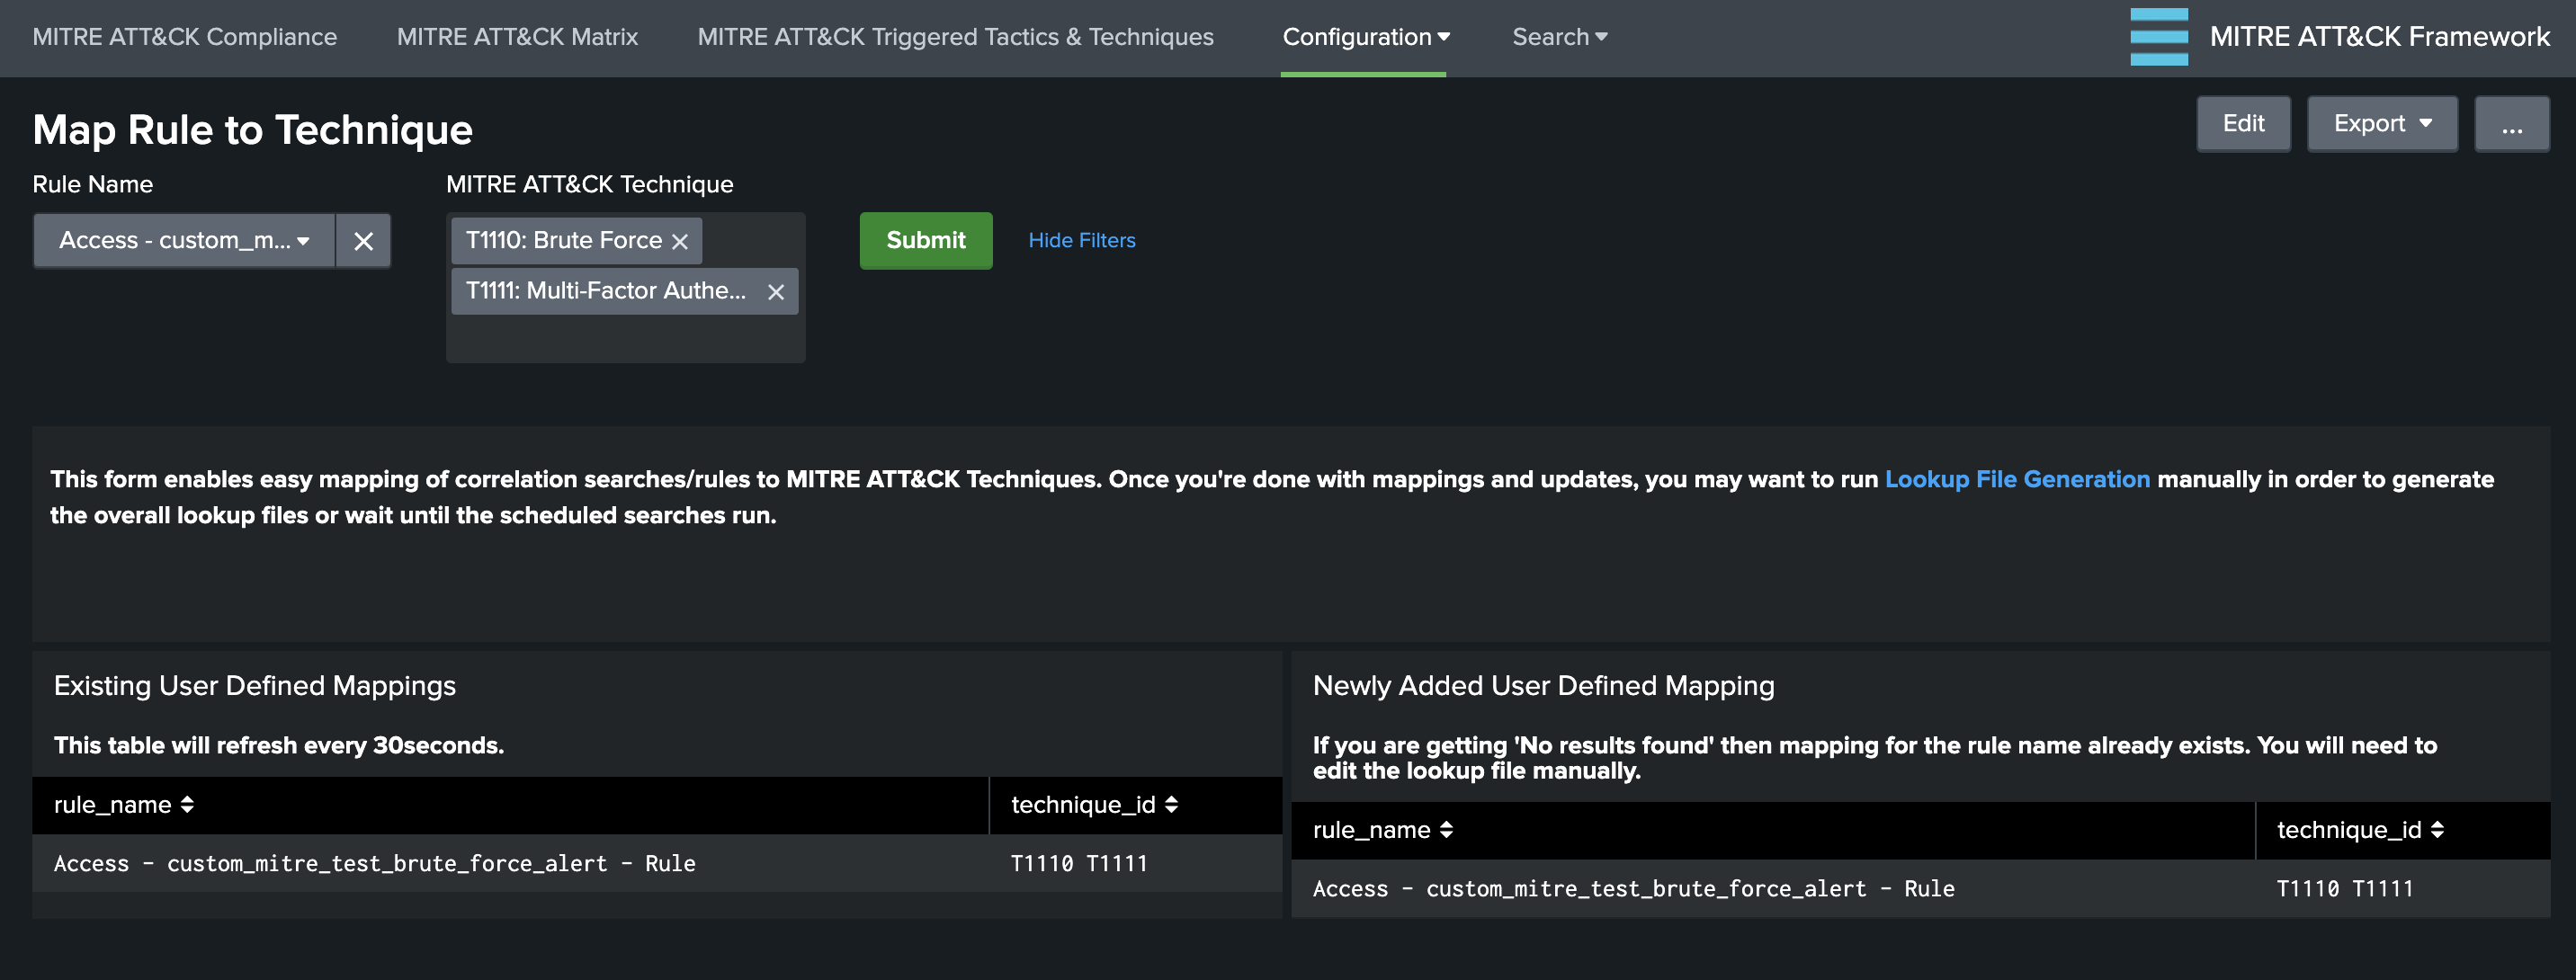 MITRE ATT&CK Compliance MITRE ATT&CK Matrix MITRE ATT&CK Triggered Tactics & Techniques Configuration Search MITRE ATT&CK Framework
Map Rule to Technique
Edit Export ...
Rule Name MITRE ATT&CK Technique
Access - custom_m... T1110: Brute Force Submit Hide Filters
T1111: Multi-Factor Authe...
This form enables easy mapping of correlation searches/rules to MITRE ATT&CK Techniques. Once you're done with mappings and updates, you may want to run Lookup File Generation manually in order to generate
the overall lookup files or wait until the scheduled searches run.
Existing User Defined Mappings
This table will refresh every 30seconds.
rule_name technique_id
Access - custom_mitre_test_brute_force_alert - Rule T1110 T1111
Newly Added User Defined Mapping
If you are getting 'No results found' then mapping for the rule name already exists. You will need to
edit the lookup file manually.
rule_name technique_id
Access - custom_mitre_test_brute_force_alert - Rule T1110 T1111